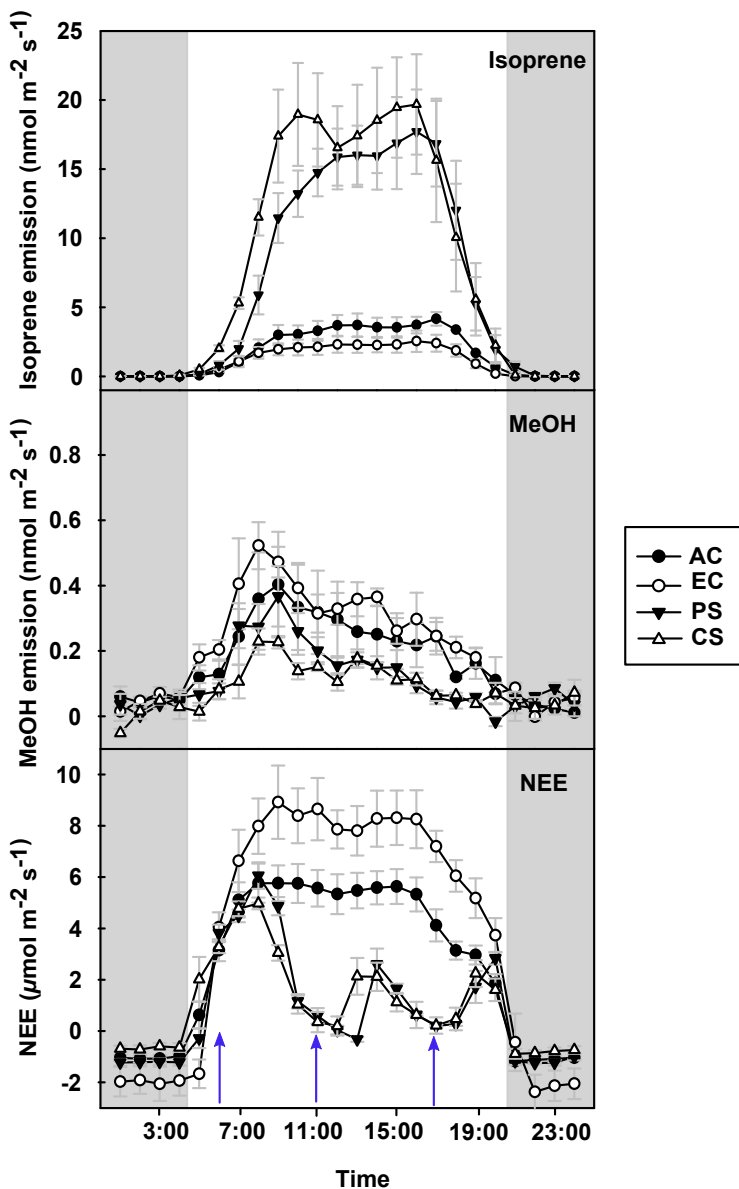 Isoprene emission (nmol m⁻² s⁻¹)
25
20
15
10
5
0
Isoprene
MeOH emission (nmol m⁻² s⁻¹)
0.8
0.6
0.4
0.2
0
MeOH
AC
EC
PS
CS
NEE (µmol m⁻² s⁻¹)
10
8
6
4
2
0
-2
NEE
3:00 7:00 11:00 15:00 19:00 23:00
Time